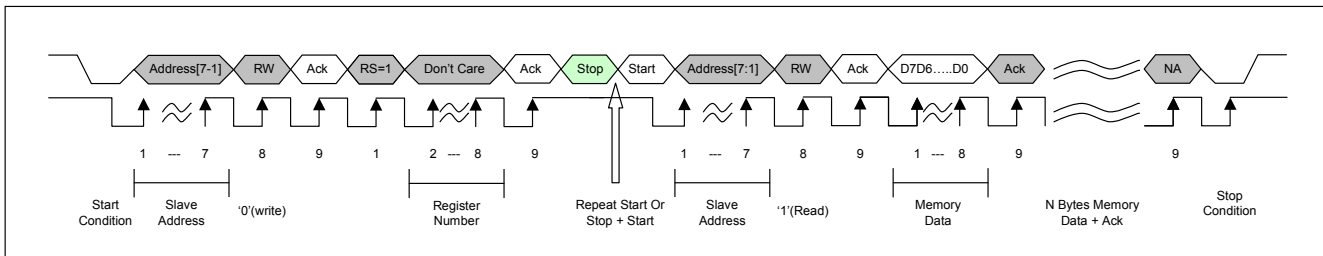 Address[7-1] RW Ack RS=1 Don't Care Ack Stop Start Address[7:1] RW Ack D7D6.....D0 Ack NA
1 --- 7 8 9 1 2 --- 8 9 1 --- 7 8 9 1 --- 8 9 9
Start Condition
Slave Address
'0'(write)
Register Number
Repeat Start Or Stop + Start
Slave Address
'1'(Read)
Memory Data
N Bytes Memory Data + Ack
Stop Condition